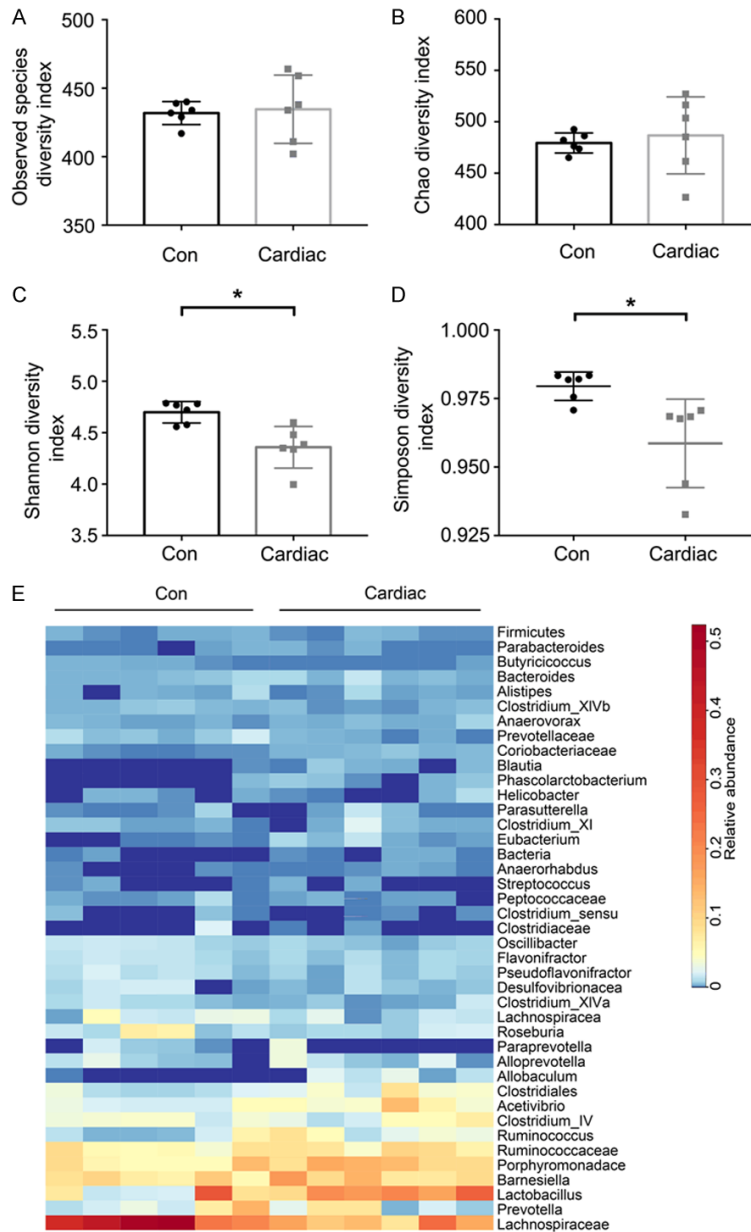 A
Observed species
diversity index
500
450
400
350
Con
Cardiac
B
Chao diversity index
600
550
500
450
400
Con
Cardiac
C
Shannon diversity
index
5.5
5.0
4.5
4.0
3.5
*
Con
Cardiac
D
Simposon diversity
index
1.000
0.975
0.950
0.925
*
Con
Cardiac
E
Con
Cardiac
Firmicutes
Parabacteroides
Butyricicoccus
Bacteroides
Alistipes
Clostridium_XIVb
Anaerovorax
Prevotellaceae
Coriobacteriaceae
Blautia
Phascolarctobacterium
Helicobacter
Parasutterella
Clostridium_XI
Eubacterium
Bacteria
Anaerorhabdus
Streptococcus
Peptococcaceae
Clostridium_sensu
Clostridiaceae
Oscillibacter
Flavonifractor
Pseudoflavonifractor
Desulfovibrionacea
Clostridium_XIVa
Lachnospiracea
Roseburia
Paraprevotella
Alloprevotella
Allobaculum
Clostridiales
Acetivibrio
Clostridium_IV
Ruminococcus
Ruminococcaceae
Porphyromonadace
Barnesiella
Lactobacillus
Prevotella
Lachnospiraceae
0.5
0.4
0.3
0.2
0.1
0
Relative abundance